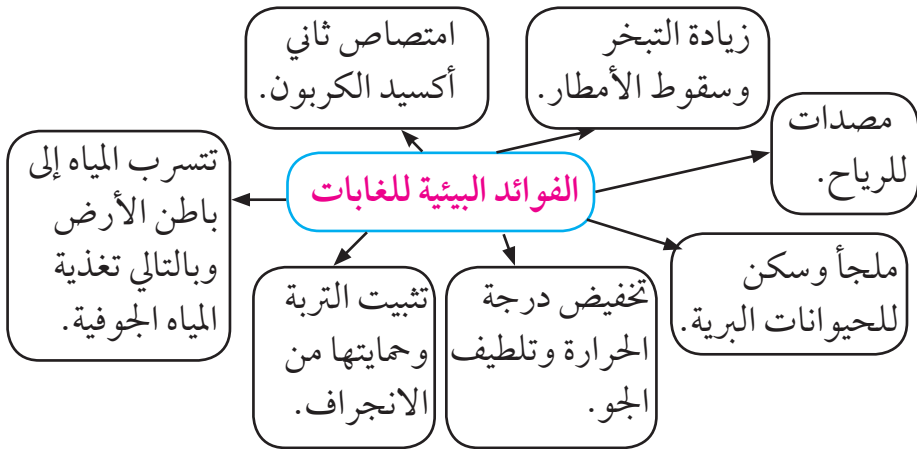 الفوائد البيئية للغابات
زيادة التبخر
وسقوط الأمطار.
امتصاص ثاني
أكسيد الكربون.
مصدات
للرياح.
تتسرب المياه إلى
باطن الأرض
وبالتالي تغذية
المياه الجوفية.
ملجأ وسكن
للحيوانات البرية.
تخفيض درجة
الحرارة وتلطيف
الجو.
تثبيت التربة
وحمايتها من
الانجراف.